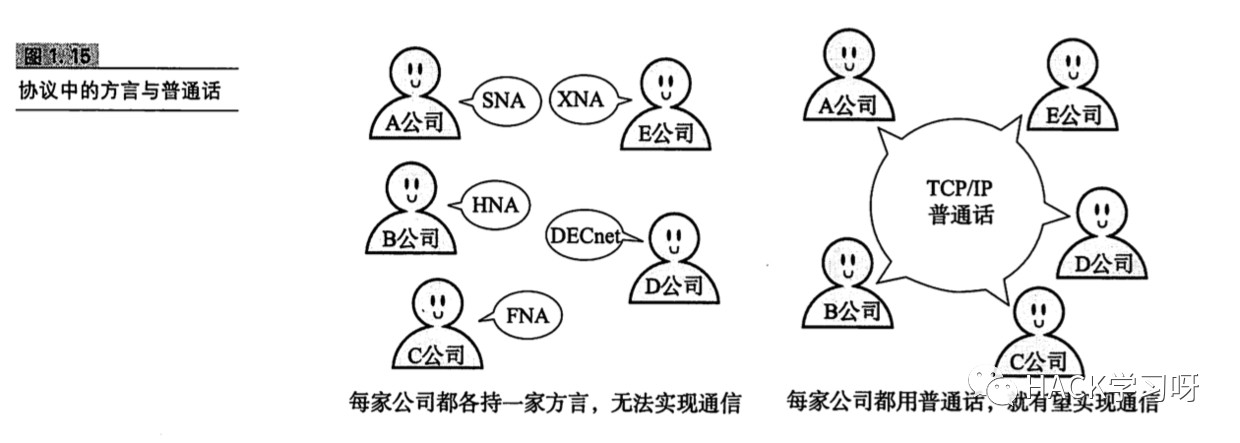 图1.15
协议中的方言与普通话
A公司
SNA
XNA
E公司
B公司
HNA
DECnet
D公司
C公司
FNA
每家公司都各持一家方言，无法实现通信
A公司
E公司
TCP/IP
普通话
D公司
B公司
C公司
每家公司都用普通话，就有望实现通信
HACK学习呀